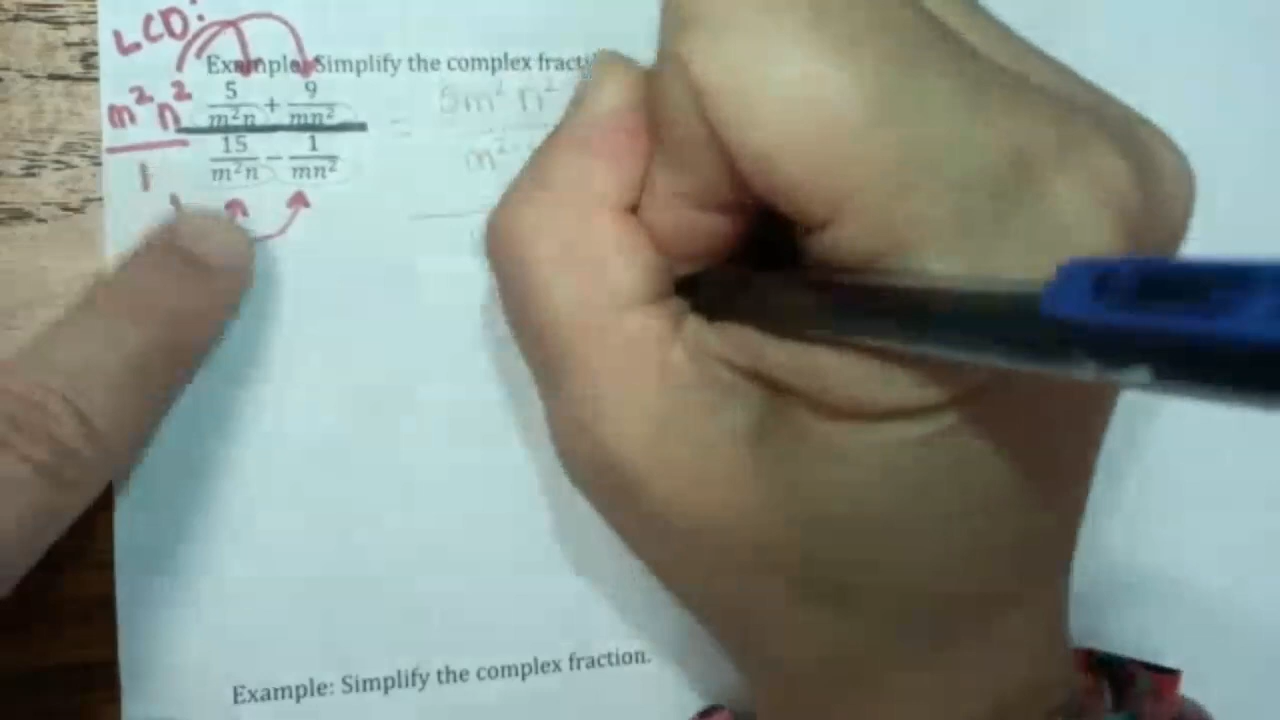 LCD:
Example: Simplify the complex
m²n²
1
5/m²n + 9/mn²
15/m²n − 1/mn²
= 5m²n²
m²
Example: Simplify the complex fraction.